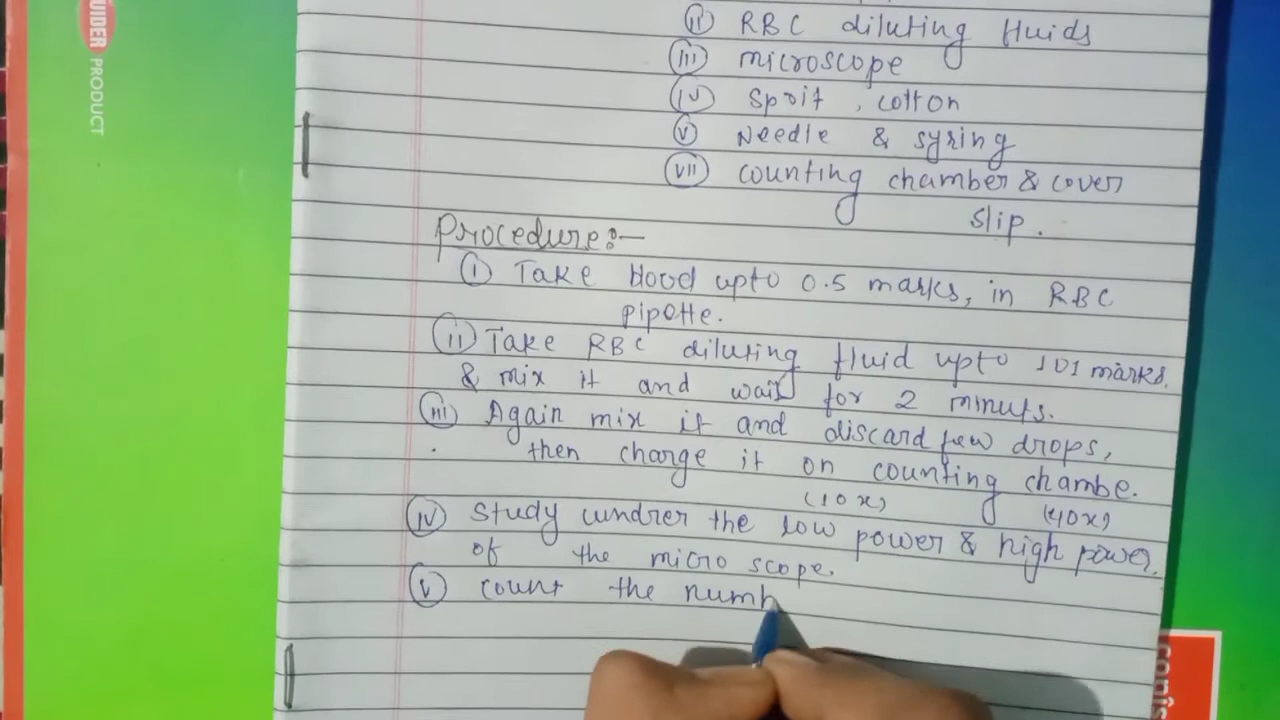 UIDER PRODUCT
(ii) RBC diluting fluids
(iii) microscope
(iv) sproit, cotton
(v) Needle & syring
(vii) counting chamber & cover
slip.
Procedure:-
(i) Take blood upto 0.5 marks, in RBC
pipette.
(ii) Take RBC diluting fluid upto 101 marks.
& mix it and wait for 2 minuts.
(iii) Again mix it and discard few drops,
then charge it on counting chambe.
(10x) (40x)
(iv) Study undrer the low power & high power.
of the micro scope.
(v) count the numb